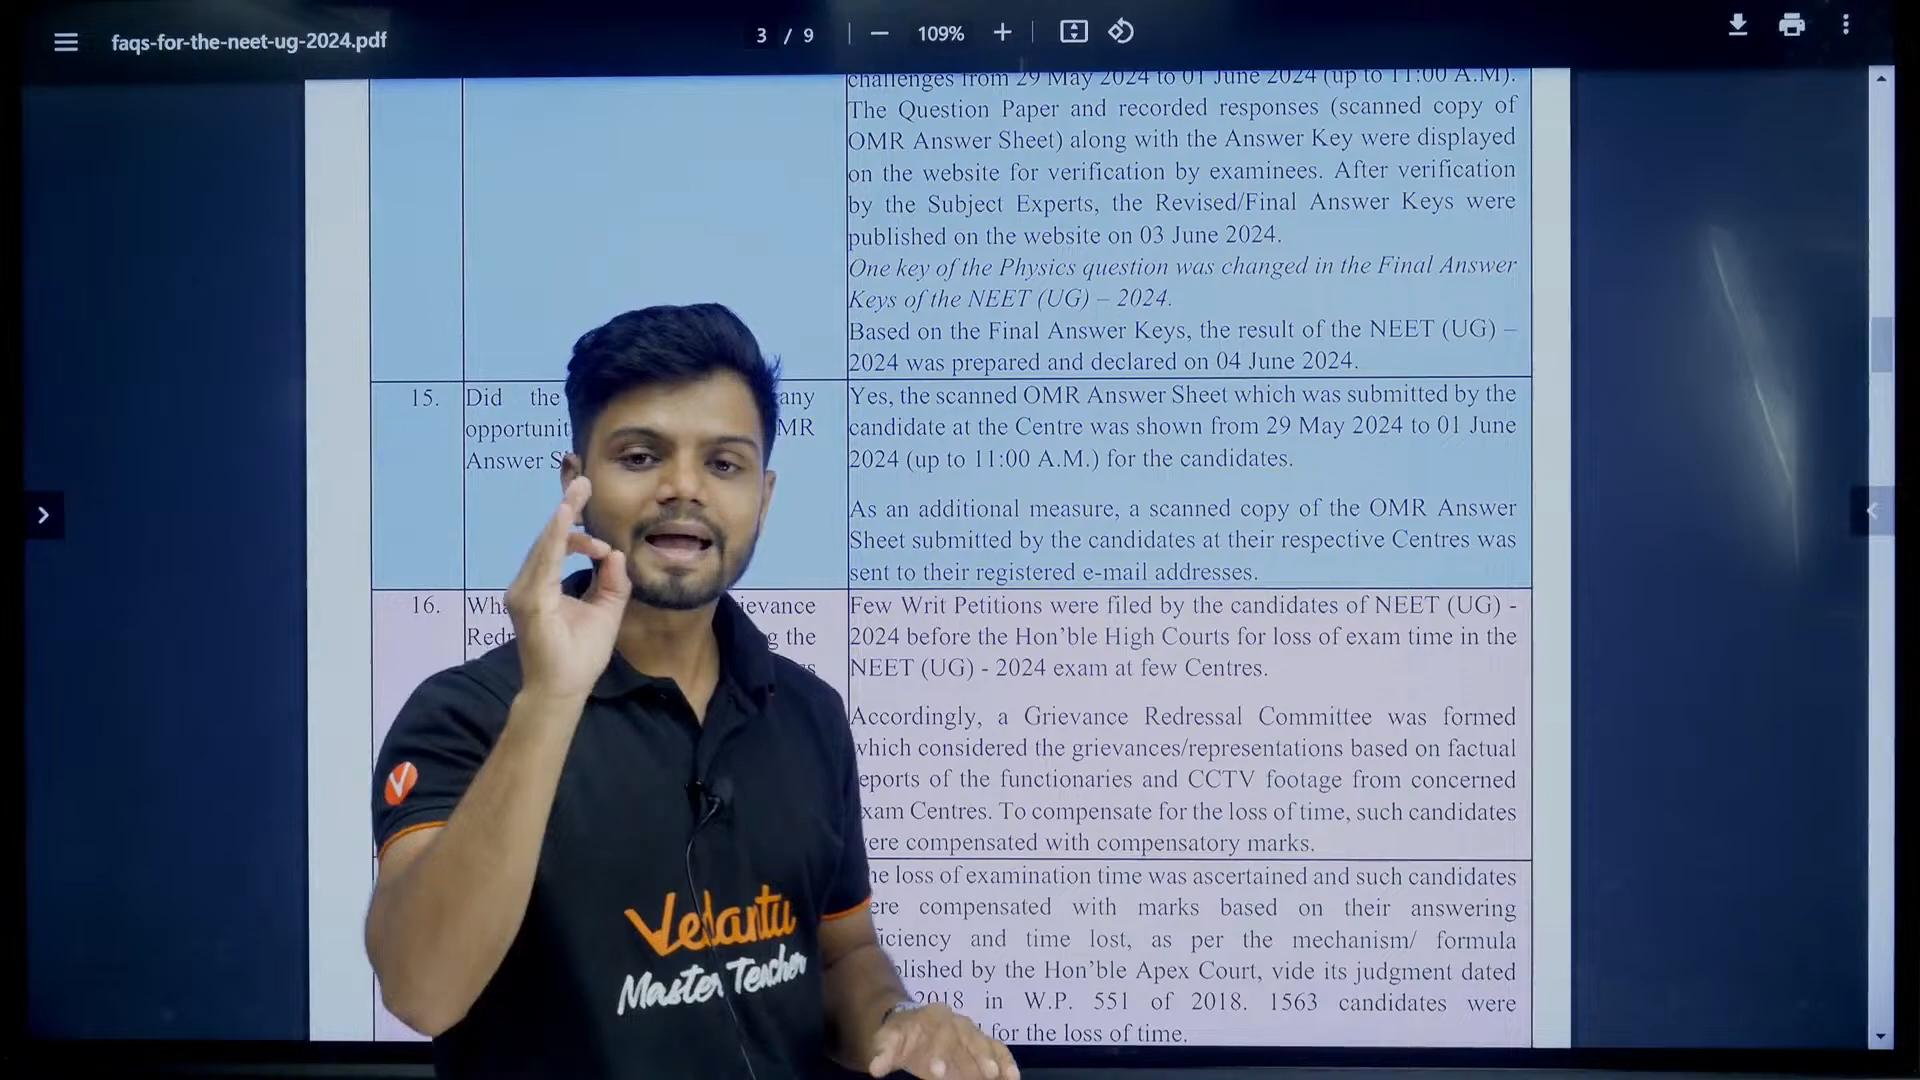 faqs-for-the-neet-ug-2024.pdf
3 / 9
109%
challenges from 29 May 2024 to 01 June 2024 (up to 11:00 A.M).
The Question Paper and recorded responses (scanned copy of
OMR Answer Sheet) along with the Answer Key were displayed
on the website for verification by examinees. After verification
by the Subject Experts, the Revised/Final Answer Keys were
published on the website on 03 June 2024.
One key of the Physics question was changed in the Final Answer
Keys of the NEET (UG) – 2024.
Based on the Final Answer Keys, the result of the NEET (UG) –
2024 was prepared and declared on 04 June 2024.
15.
Did the any
Answer
Yes, the scanned OMR Answer Sheet which was submitted by the
candidate at the Centre was shown from 29 May 2024 to 01 June
2024 (up to 11:00 A.M.) for the candidates.
As an additional measure, a scanned copy of the OMR Answer
Sheet submitted by the candidates at their respective Centres was
sent to their registered e-mail addresses.
16.
the
Few Writ Petitions were filed by the candidates of NEET (UG) -
2024 before the Hon'ble High Courts for loss of exam time in the
NEET (UG) - 2024 exam at few Centres.
Accordingly, a Grievance Redressal Committee was formed
which considered the grievances/representations based on factual
reports of the functionaries and CCTV footage from concerned
Exam Centres. To compensate for the loss of time, such candidates
were compensated with compensatory marks.
The loss of examination time was ascertained and such candidates
were compensated with marks based on their answering
and time lost, as per the mechanism/ formula
by the Hon'ble Apex Court, vide its judgment dated
2018 in W.P. 551 of 2018. 1563 candidates were
for the loss of time.
V
Vedantu
Master Teacher